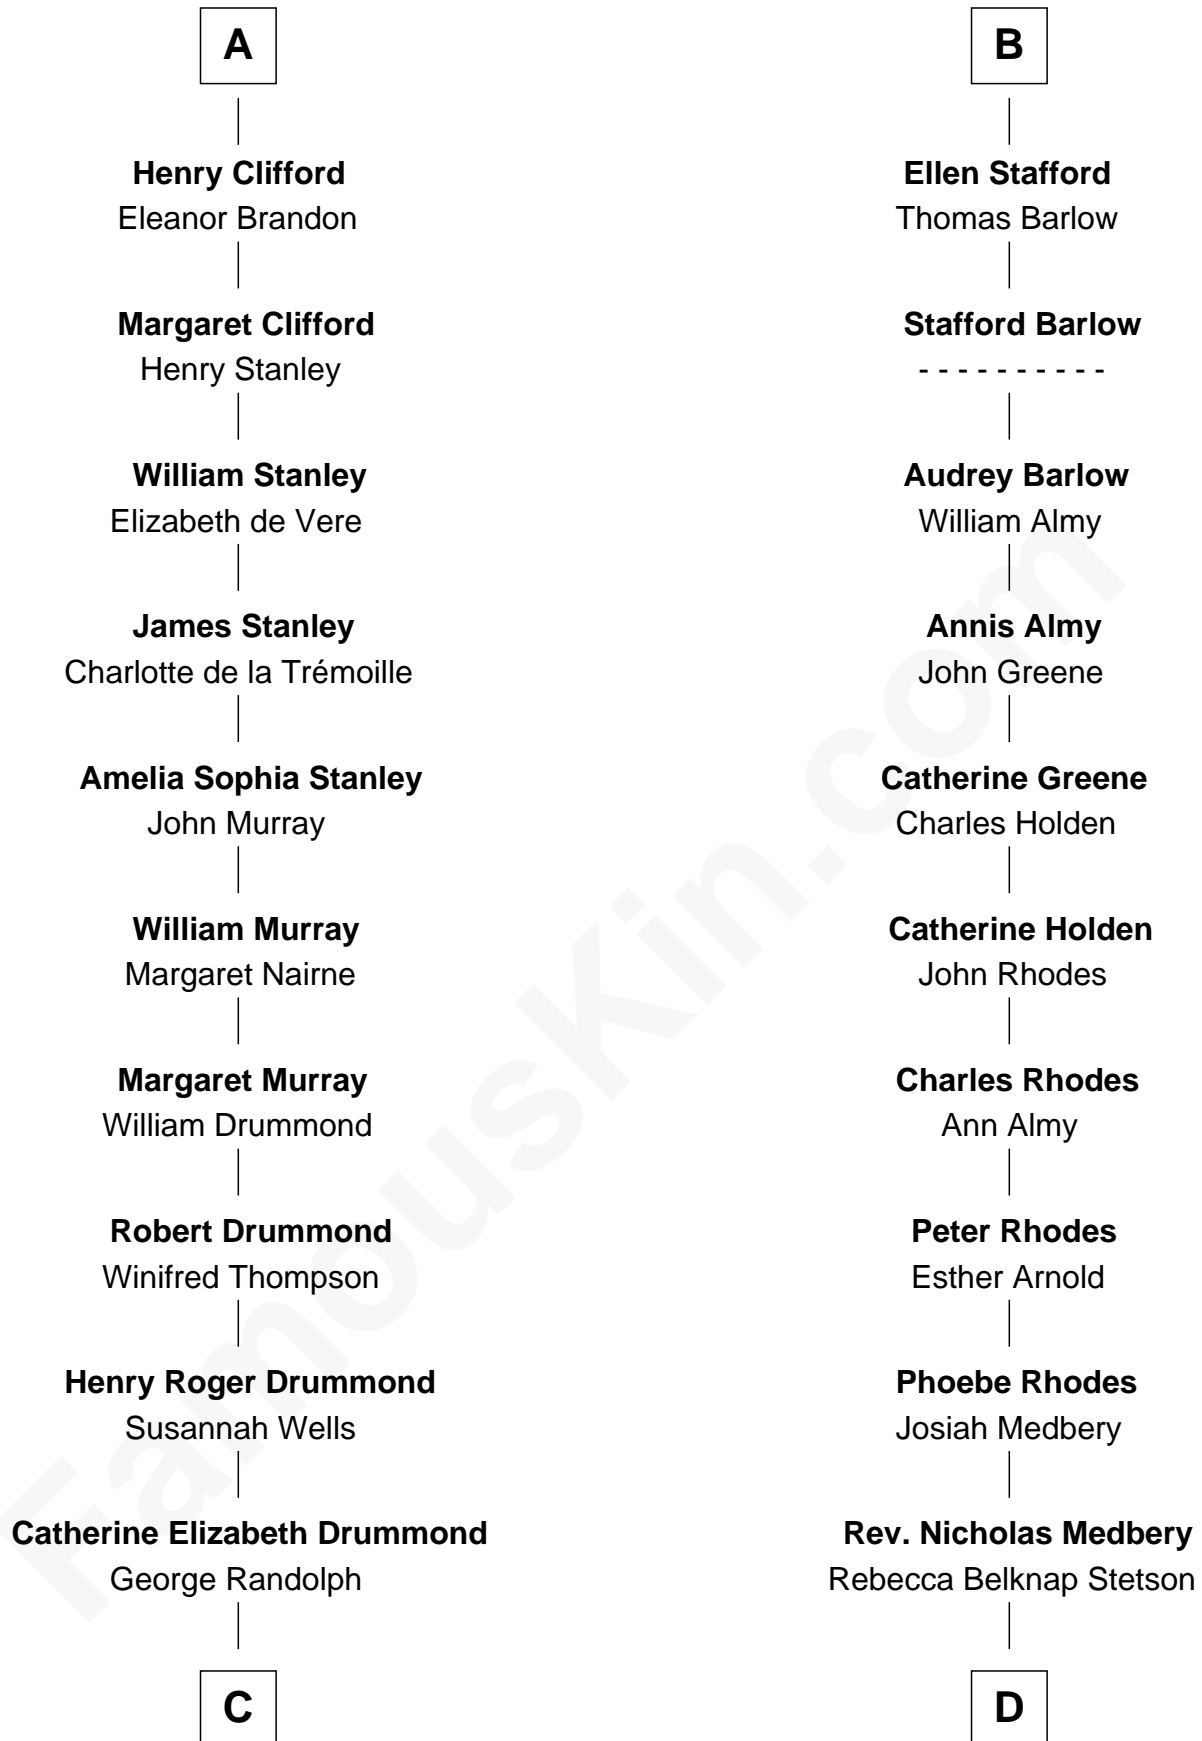 A
Henry Clifford
Eleanor Brandon
Margaret Clifford
Henry Stanley
William Stanley
Elizabeth de Vere
James Stanley
Charlotte de la Trémoille
Amelia Sophia Stanley
John Murray
William Murray
Margaret Nairne
Margaret Murray
William Drummond
Robert Drummond
Winifred Thompson
Henry Roger Drummond
Susannah Wells
Catherine Elizabeth Drummond
George Randolph
C
B
Ellen Stafford
Thomas Barlow
Stafford Barlow
- - - - - - - - - -
Audrey Barlow
William Almy
Annis Almy
John Greene
Catherine Greene
Charles Holden
Catherine Holden
John Rhodes
Charles Rhodes
Ann Almy
Peter Rhodes
Esther Arnold
Phoebe Rhodes
Josiah Medbery
Rev. Nicholas Medbery
Rebecca Belknap Stetson
D
FamousKin.com